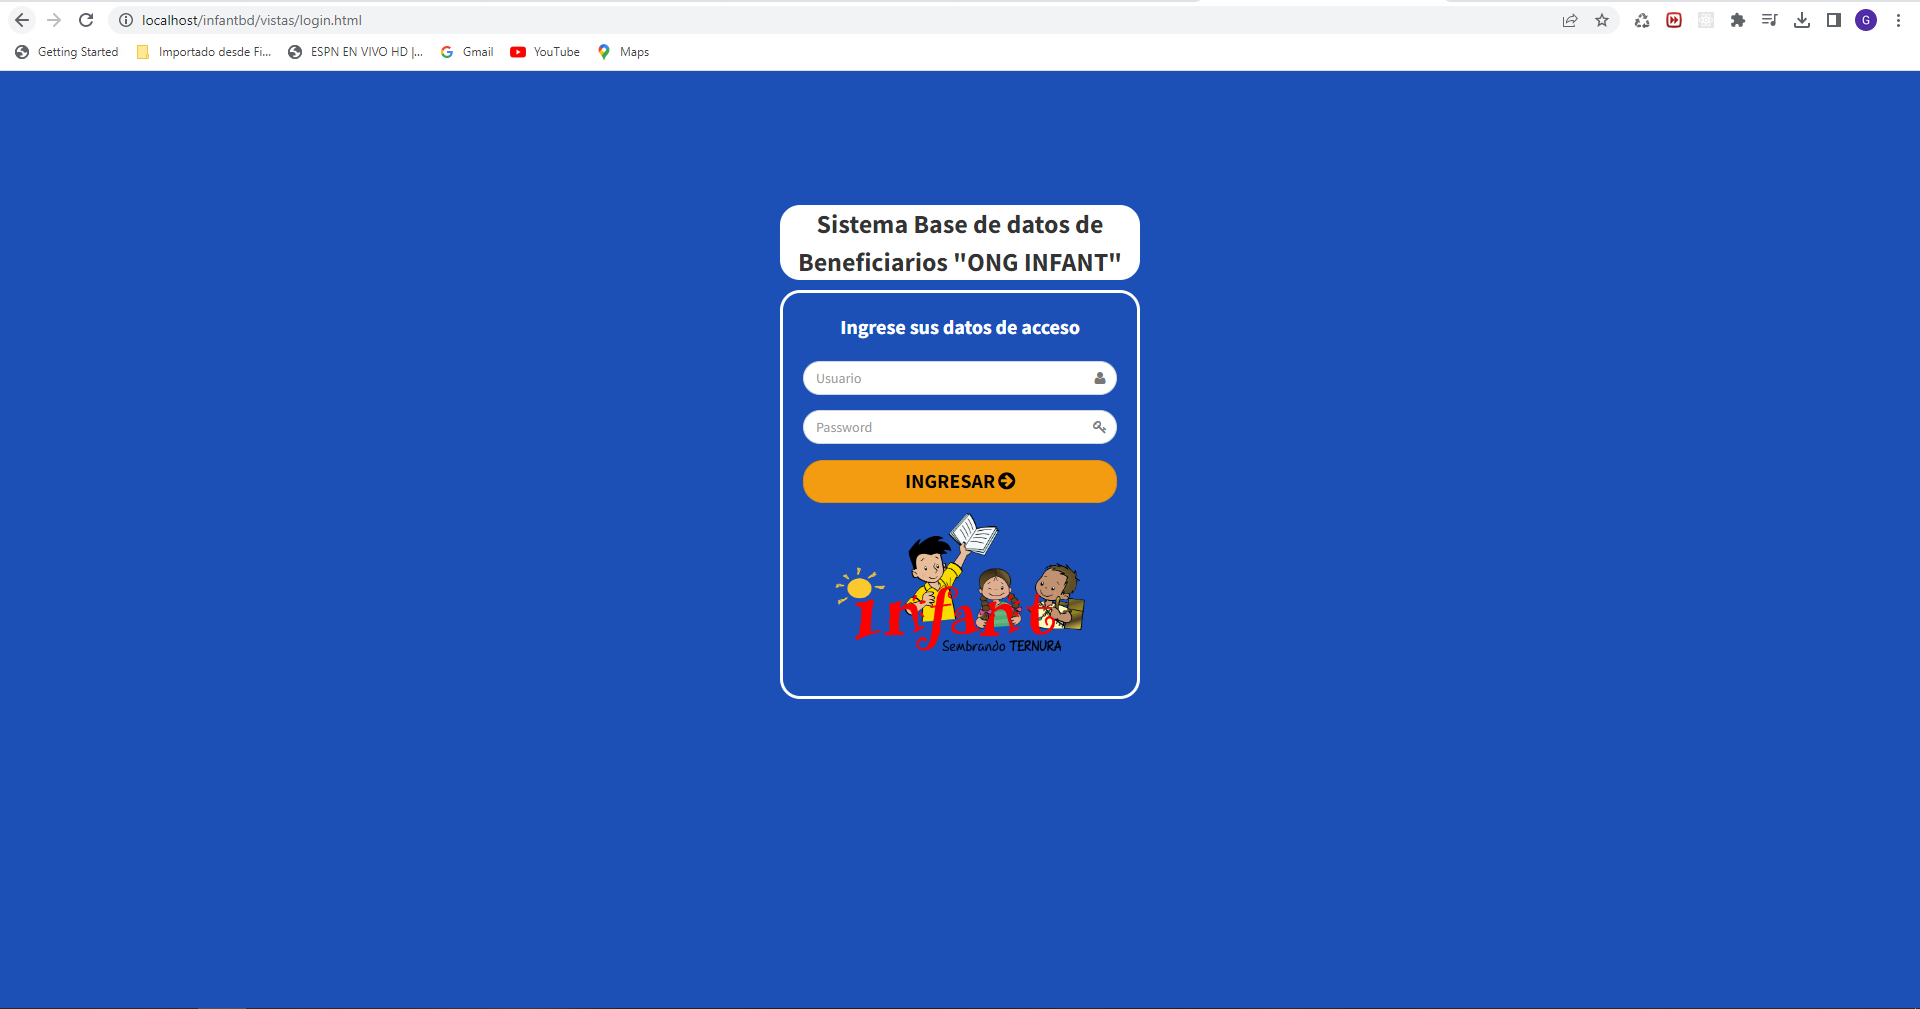 localhost/infantbd/vistas/login.html
G
Getting Started
Importado desde Fi...
ESPN EN VIVO HD |...
Gmail
YouTube
Maps
Sistema Base de datos de
Beneficiarios "ONG INFANT"
Ingrese sus datos de acceso
Usuario
Password
INGRESAR
infant
Sembrando TERNURA